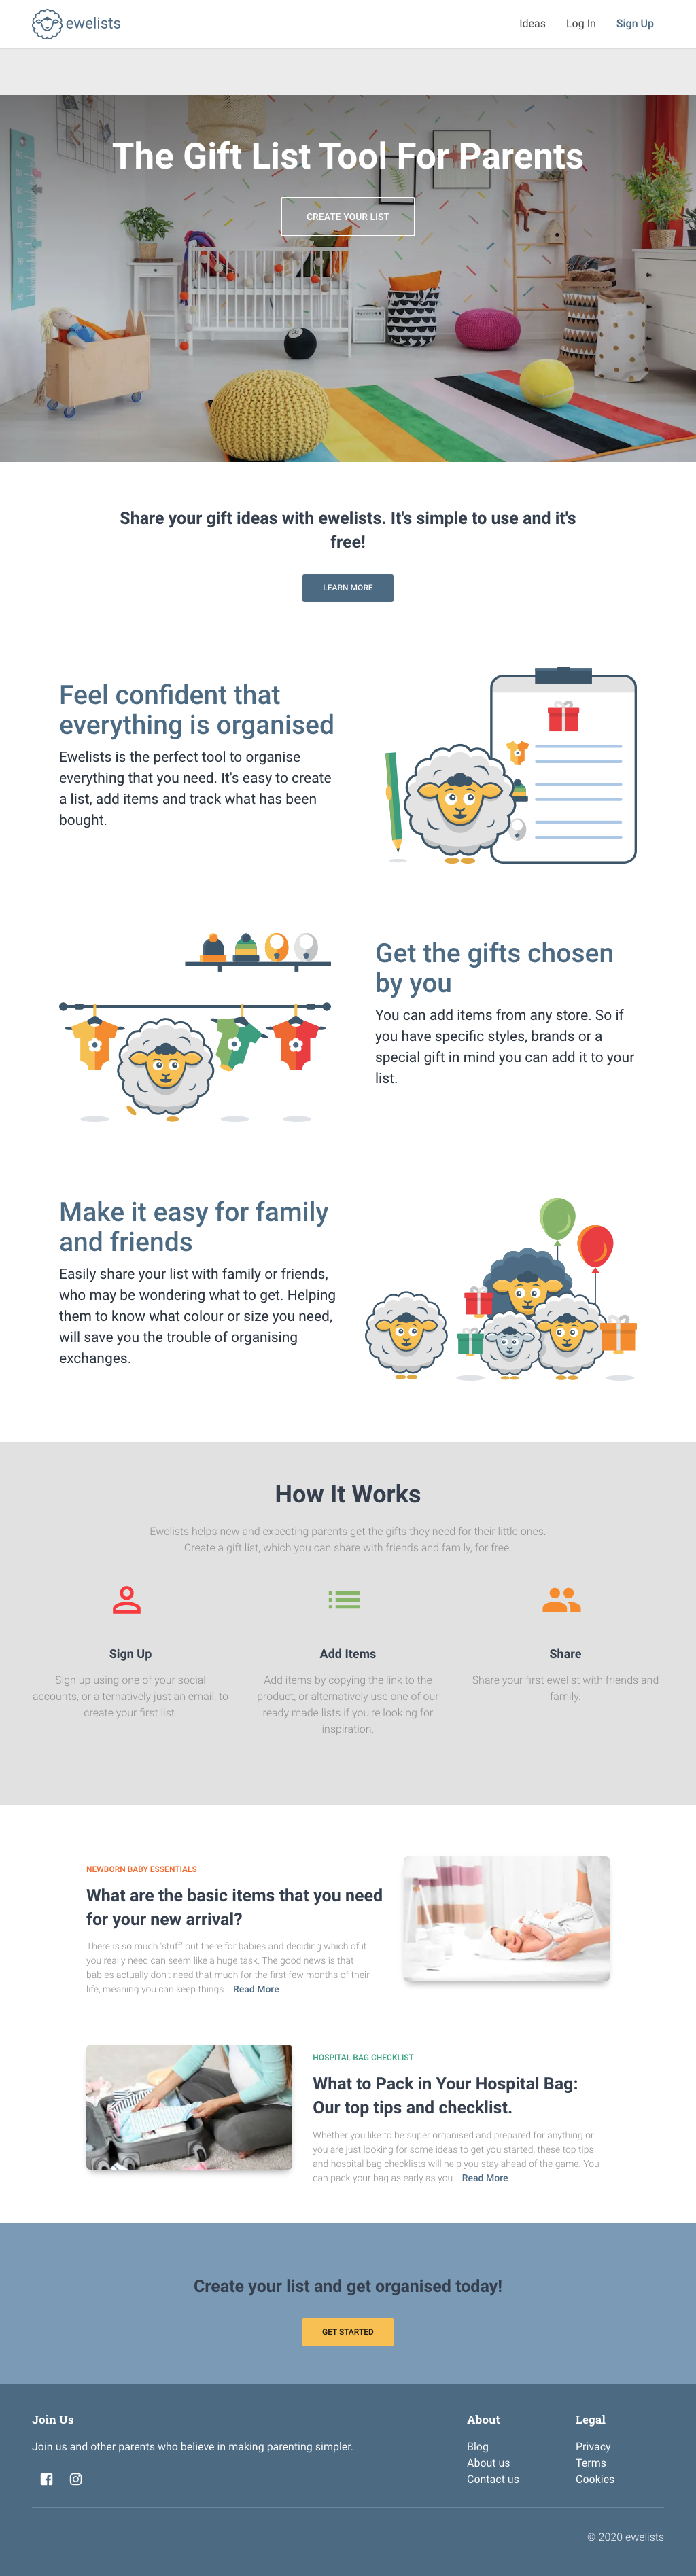 ewelists
Ideas
Log In
Sign Up
The Gift List Tool For Parents
CREATE YOUR LIST
Share your gift ideas with ewelists. It's simple to use and it's
free!
LEARN MORE
Feel confident that
everything is organised
Ewelists is the perfect tool to organise
everything that you need. It's easy to create
a list, add items and track what has been
bought.
Get the gifts chosen
by you
You can add items from any store. So if
you have specific styles, brands or a
special gift in mind you can add it to your
list.
Make it easy for family
and friends
Easily share your list with family or friends,
who may be wondering what to get. Helping
them to know what colour or size you need,
will save you the trouble of organising
exchanges.
How It Works
Ewelists helps new and expecting parents get the gifts they need for their little ones.
Create a gift list, which you can share with friends and family, for free.
Sign Up
Sign up using one of your social
accounts, or alternatively just an email, to
create your first list.
Add Items
Add items by copying the link to the
product, or alternatively use one of our
ready made lists if you're looking for
inspiration.
Share
Share your first ewelist with friends and
family.
NEWBORN BABY ESSENTIALS
What are the basic items that you need
for your new arrival?
There is so much 'stuff' out there for babies and deciding which of it
you really need can seem like a huge task. The good news is that
babies actually don't need that much for the first few months of their
life, meaning you can keep things... Read More
HOSPITAL BAG CHECKLIST
What to Pack in Your Hospital Bag:
Our top tips and checklist.
Whether you like to be super organised and prepared for anything or
you are just looking for some ideas to get you started, these top tips
and hospital bag checklists will help you stay ahead of the game. You
can pack your bag as early as you... Read More
Create your list and get organised today!
GET STARTED
Join Us
Join us and other parents who believe in making parenting simpler.
About
Blog
About us
Contact us
Legal
Privacy
Terms
Cookies
© 2020 ewelists